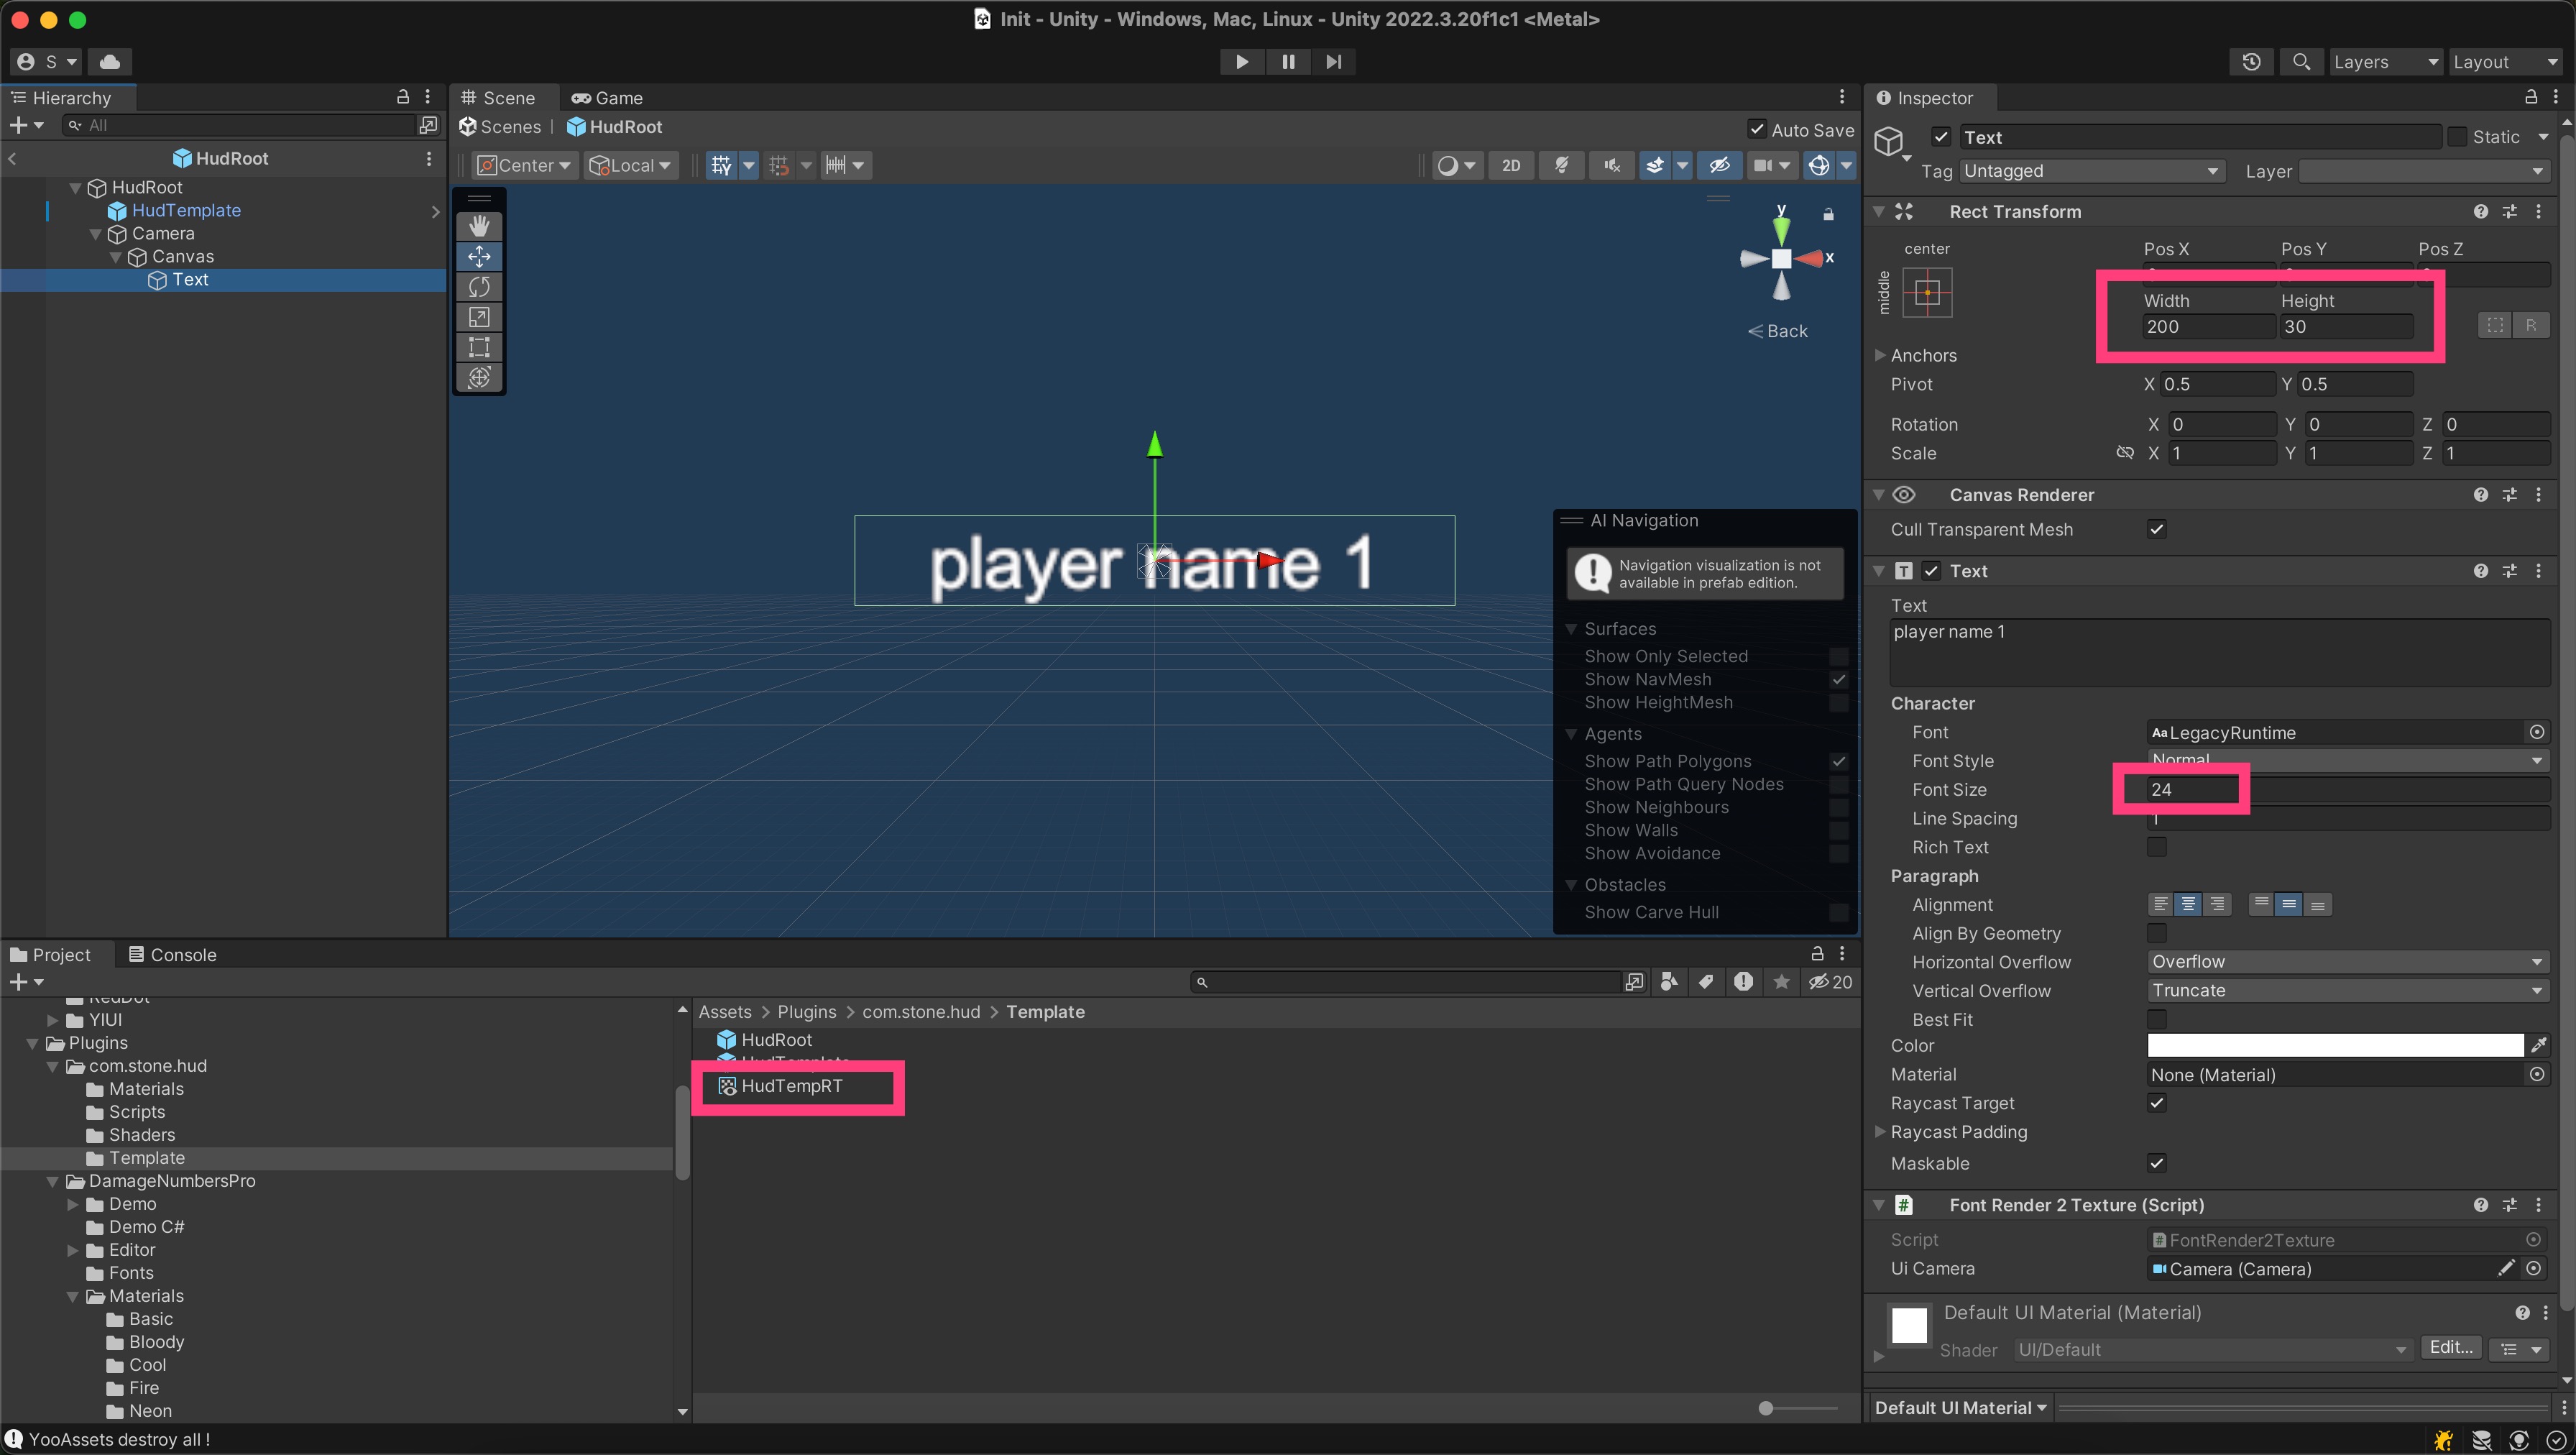 Init - Unity - Windows, Mac, Linux - Unity 2022.3.20f1c1 <Metal>
S
Layers
Layout
Hierarchy
All
HudRoot
HudRoot
HudTemplate
Camera
Canvas
Text
Scene
Game
Scenes
HudRoot
Auto Save
Center
Local
2D
y
x
Back
player name 1
AI Navigation
Navigation visualization is not
available in prefab edition.
Surfaces
Show Only Selected
Show NavMesh
Show HeightMesh
Agents
Show Path Polygons
Show Path Query Nodes
Show Neighbours
Show Walls
Show Avoidance
Obstacles
Show Carve Hull
Project
Console
20
RedDot
YIUI
Plugins
com.stone.hud
Materials
Scripts
Shaders
Template
DamageNumbersPro
Demo
Demo C#
Editor
Fonts
Materials
Basic
Bloody
Cool
Fire
Neon
Assets > Plugins > com.stone.hud > Template
HudRoot
HudTemplate
HudTempRT
Inspector
Text
Static
Tag Untagged
Layer
Rect Transform
center
middle
Pos X Pos Y Pos Z
Width Height
200 30
R
Anchors
Pivot X 0.5 Y 0.5
Rotation X 0 Y 0 Z 0
Scale X 1 Y 1 Z 1
Canvas Renderer
Cull Transparent Mesh
Text
Text
player name 1
Character
Font Aa LegacyRuntime
Font Style Normal
Font Size 24
Line Spacing 1
Rich Text
Paragraph
Alignment
Align By Geometry
Horizontal Overflow Overflow
Vertical Overflow Truncate
Best Fit
Color
Material None (Material)
Raycast Target
Raycast Padding
Maskable
Font Render 2 Texture (Script)
Script FontRender2Texture
Ui Camera Camera (Camera)
Default UI Material (Material)
Shader UI/Default Edit...
Default UI Material
YooAssets destroy all !